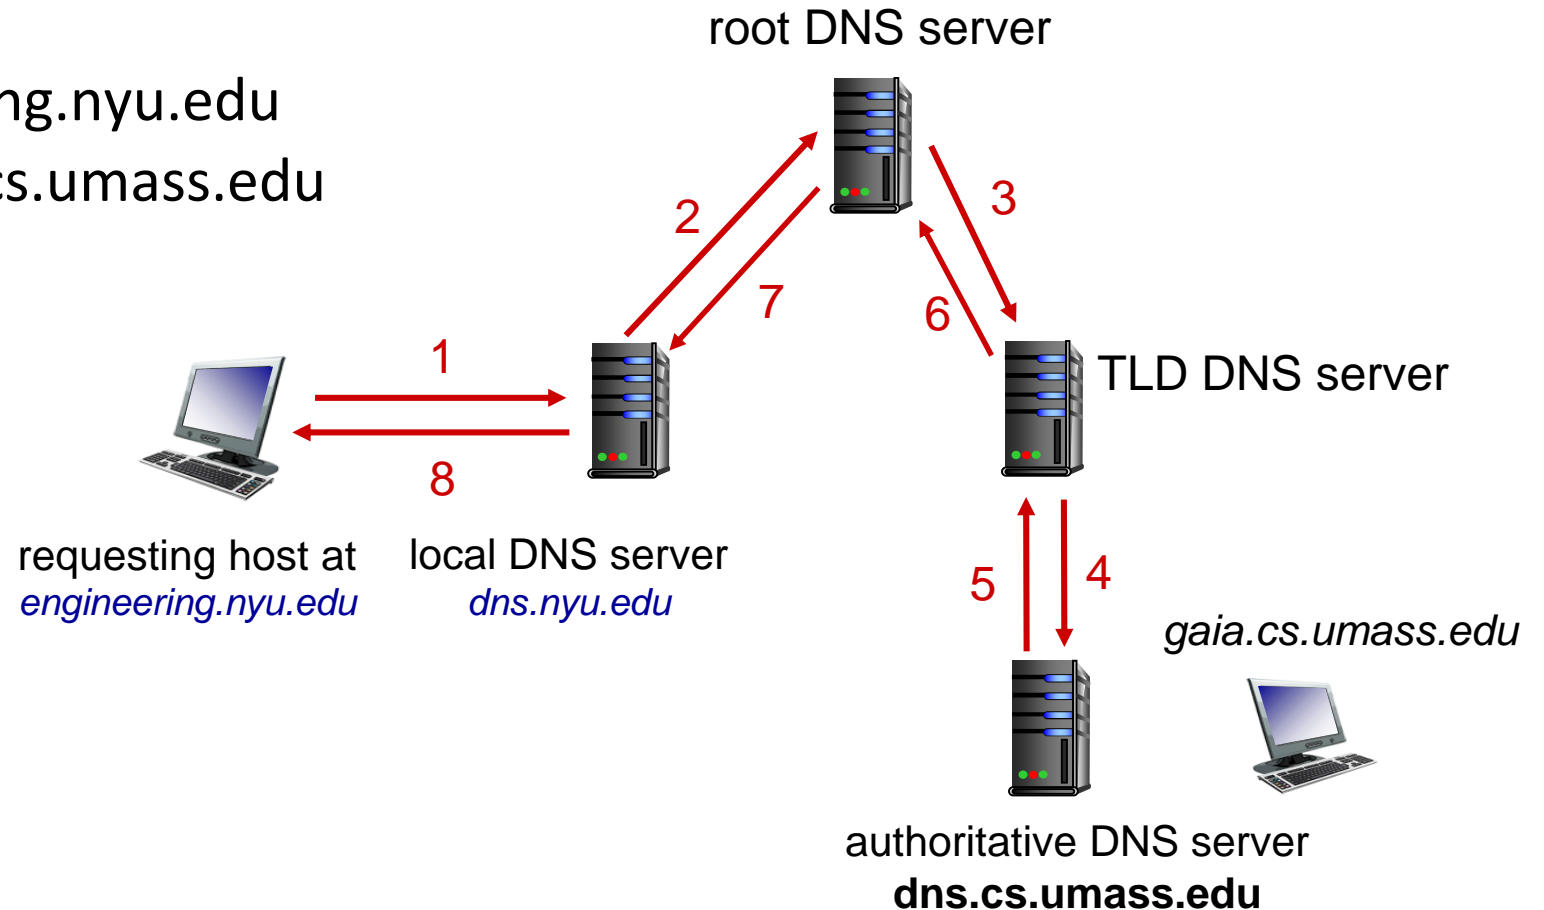 root DNS server
ng.nyu.edu
cs.umass.edu
2
3
7
6
1
TLD DNS server
8
requesting host at
engineering.nyu.edu
local DNS server
dns.nyu.edu
5
4
gaia.cs.umass.edu
authoritative DNS server
dns.cs.umass.edu